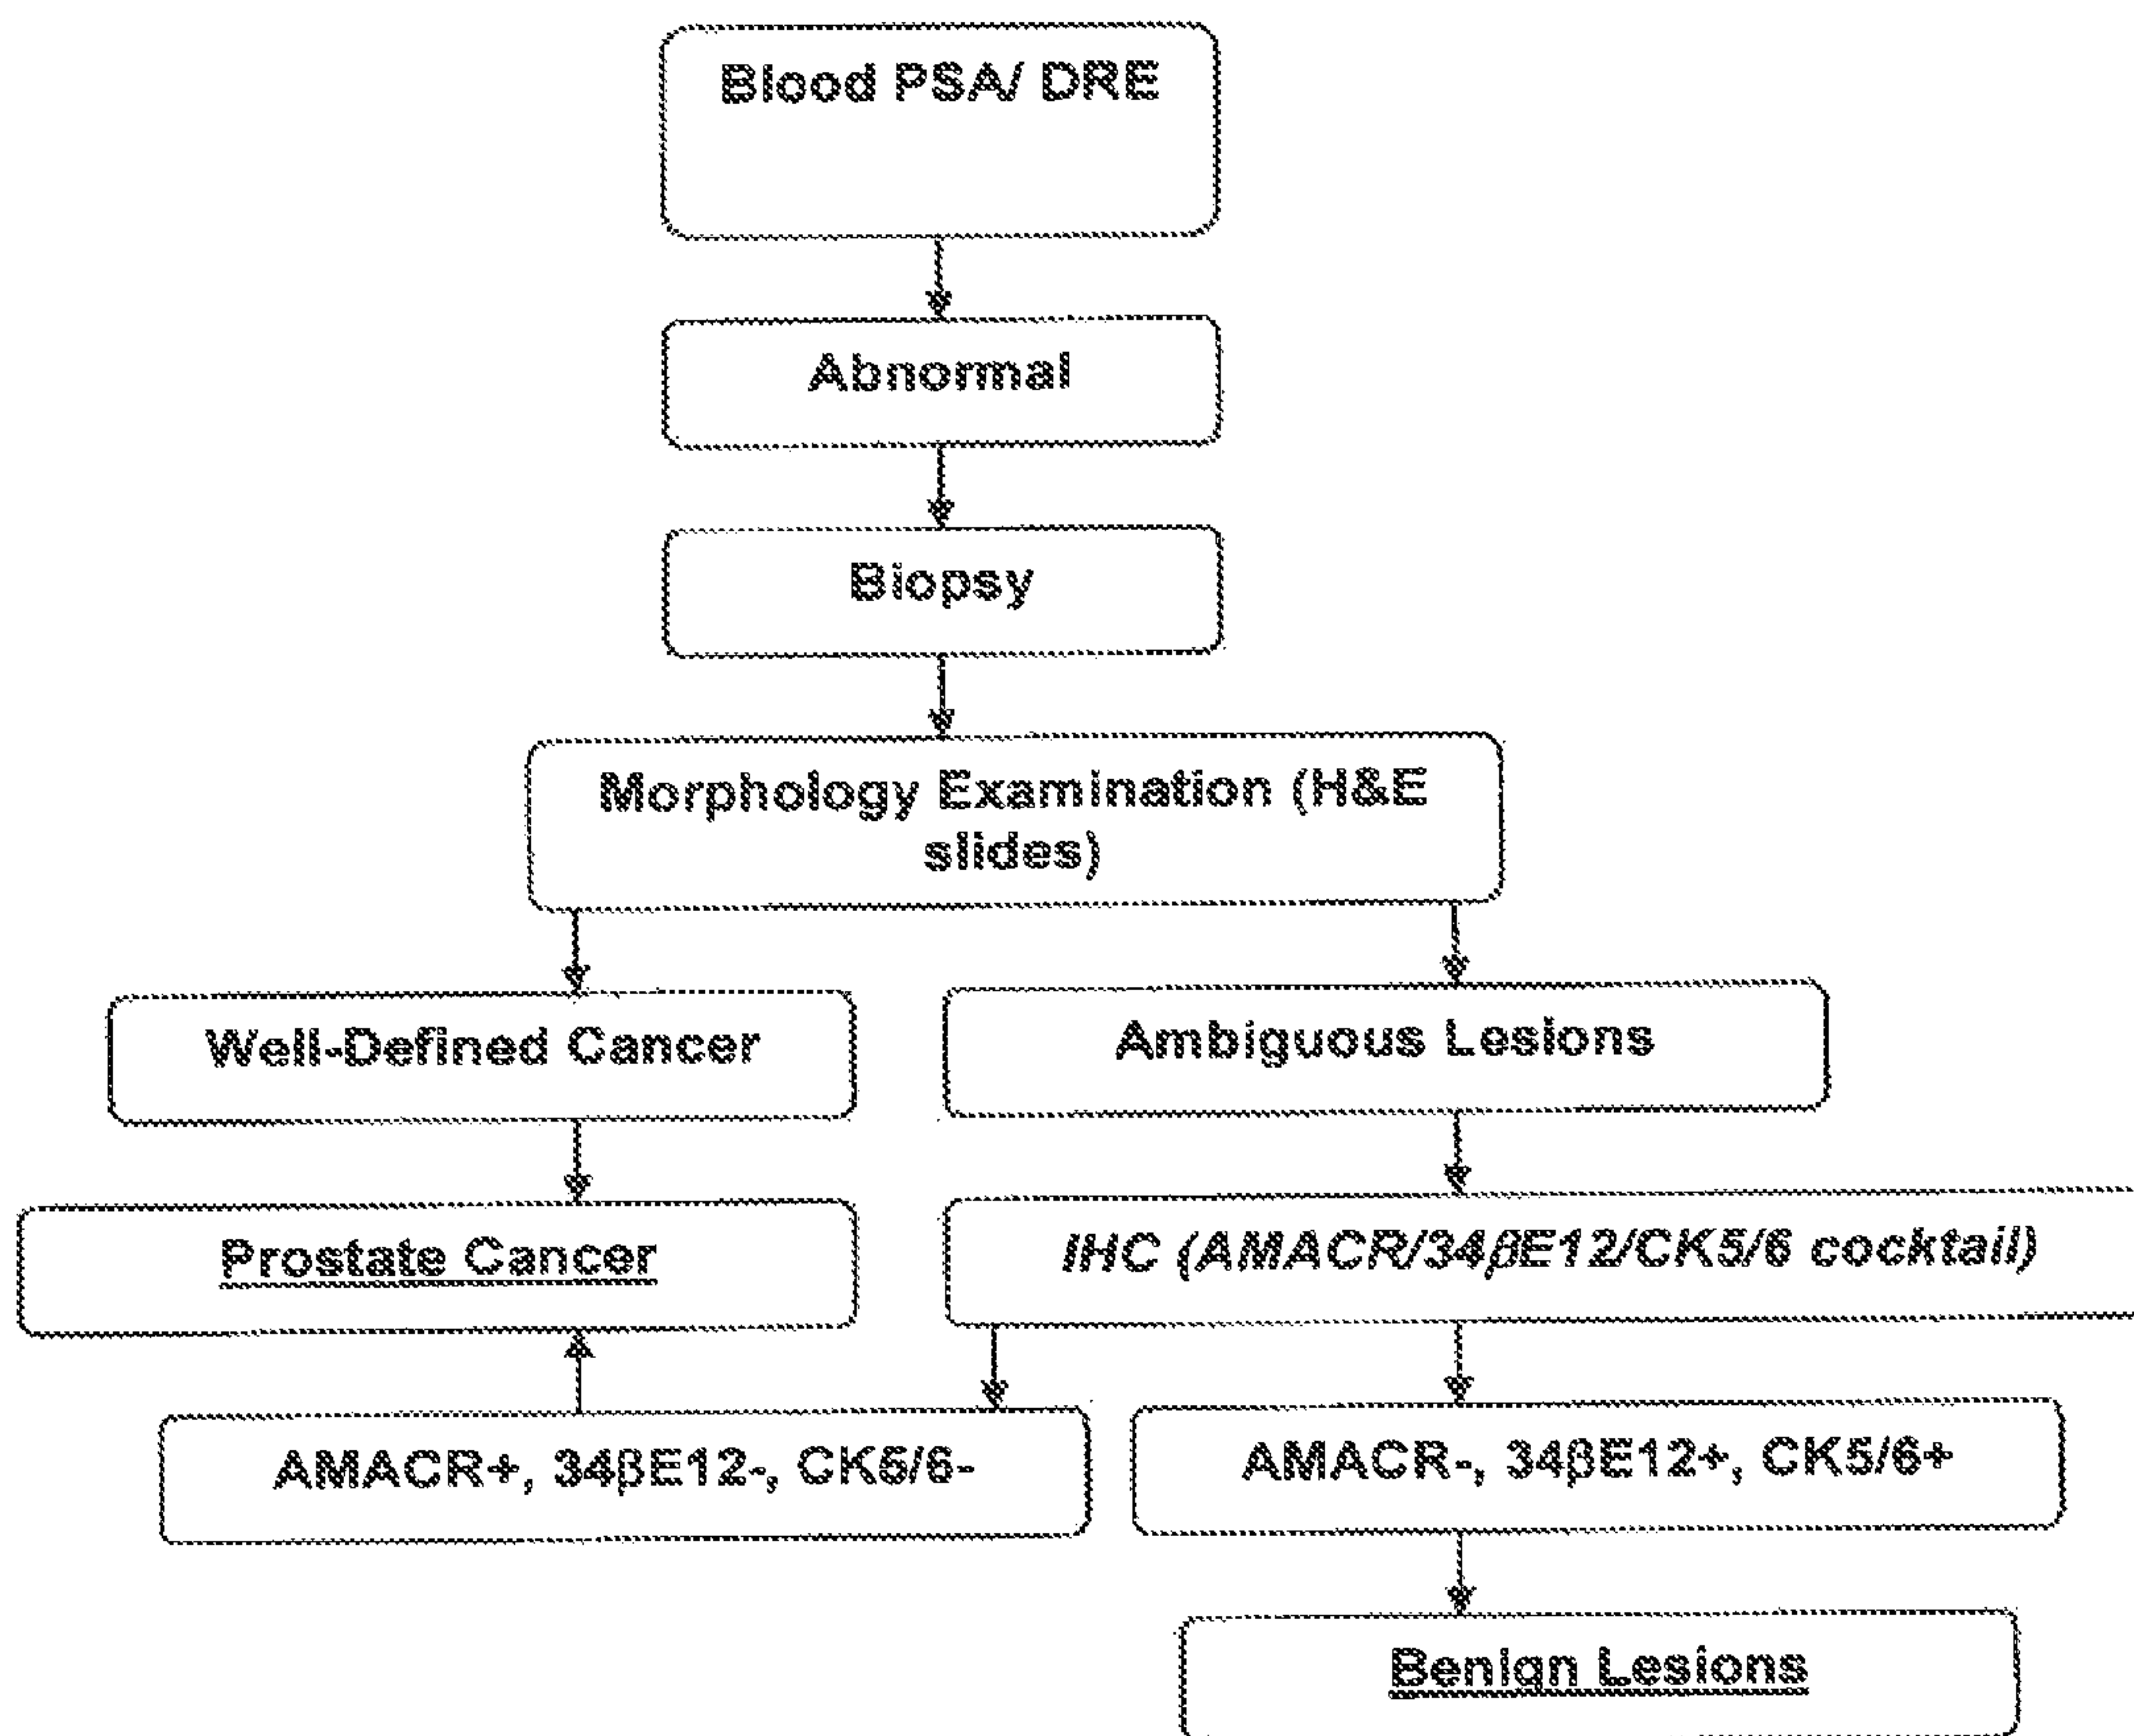 Blood PSA/ DRE
Abnormal
Biopsy
Morphology Examination (H&E
slides)
Well-Defined Cancer
Ambiguous Lesions
Prostate Cancer
IHC (AMACR/34βE12/CK5/6 cocktail)
AMACR+, 34βE12-, CK5/6-
AMACR-, 34βE12+, CK5/6+
Benign Lesions